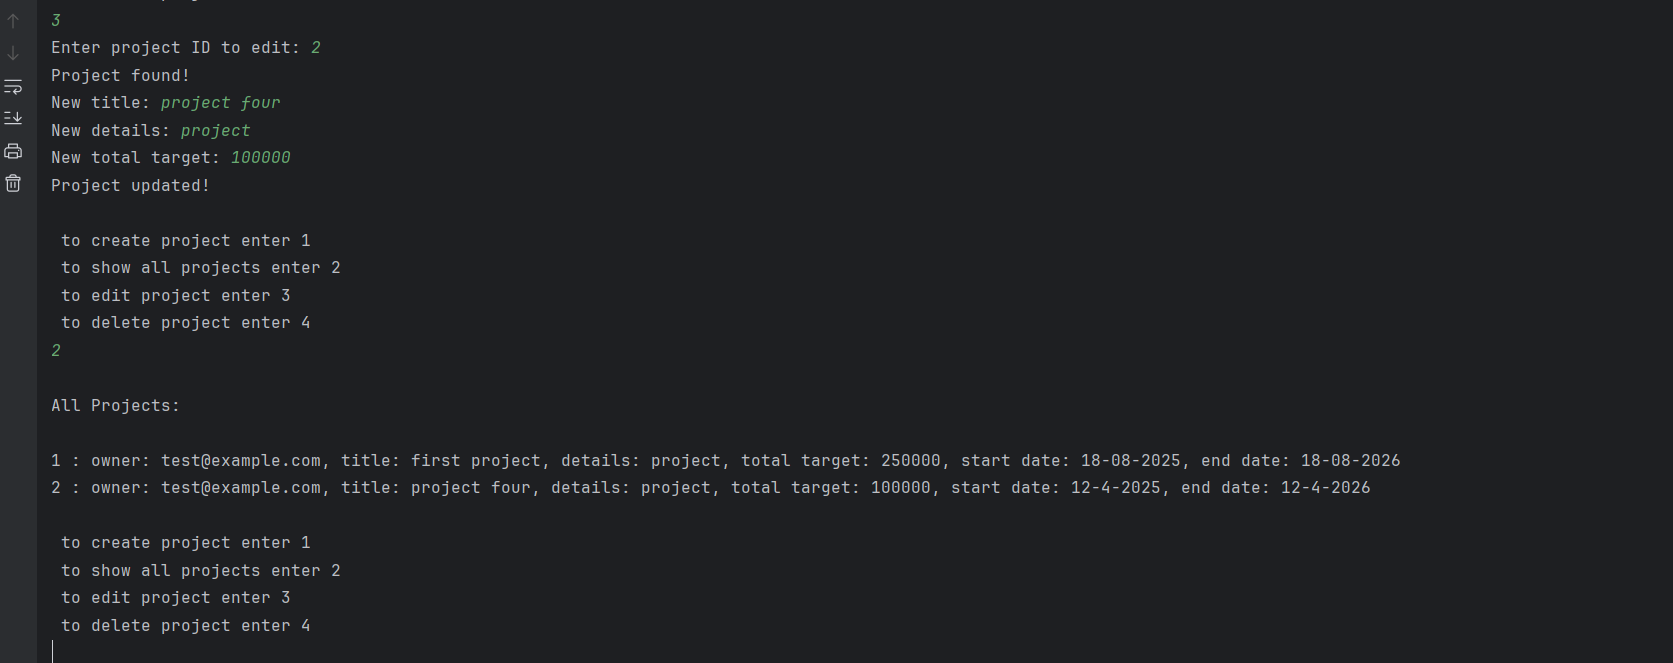 3
Enter project ID to edit: 2
Project found!
New title: project four
New details: project
New total target: 100000
Project updated!
to create project enter 1
to show all projects enter 2
to edit project enter 3
to delete project enter 4
2
All Projects:
1 : owner: test@example.com, title: first project, details: project, total target: 250000, start date: 18-08-2025, end date: 18-08-2026
2 : owner: test@example.com, title: project four, details: project, total target: 100000, start date: 12-4-2025, end date: 12-4-2026
to create project enter 1
to show all projects enter 2
to edit project enter 3
to delete project enter 4